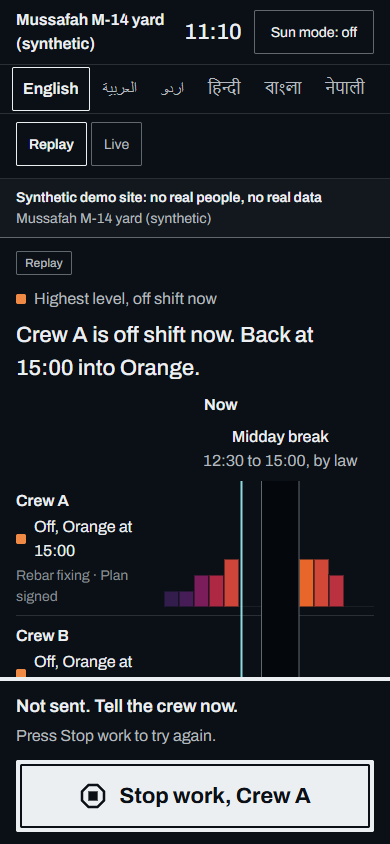 Mussafah M-14 yard
(synthetic)
11:10
Sun mode: off
English
العربية
اردو
हिन्दी
বাংলা
नेपाली
Replay
Live
Synthetic demo site: no real people, no real data
Mussafah M-14 yard (synthetic)
Replay
Highest level, off shift now
Crew A is off shift now. Back at
15:00 into Orange.
Now
Midday break
12:30 to 15:00, by law
Crew A
Off, Orange at
15:00
Rebar fixing · Plan
signed
Crew B
Off, Orange at
Not sent. Tell the crew now.
Press Stop work to try again.
Stop work, Crew A